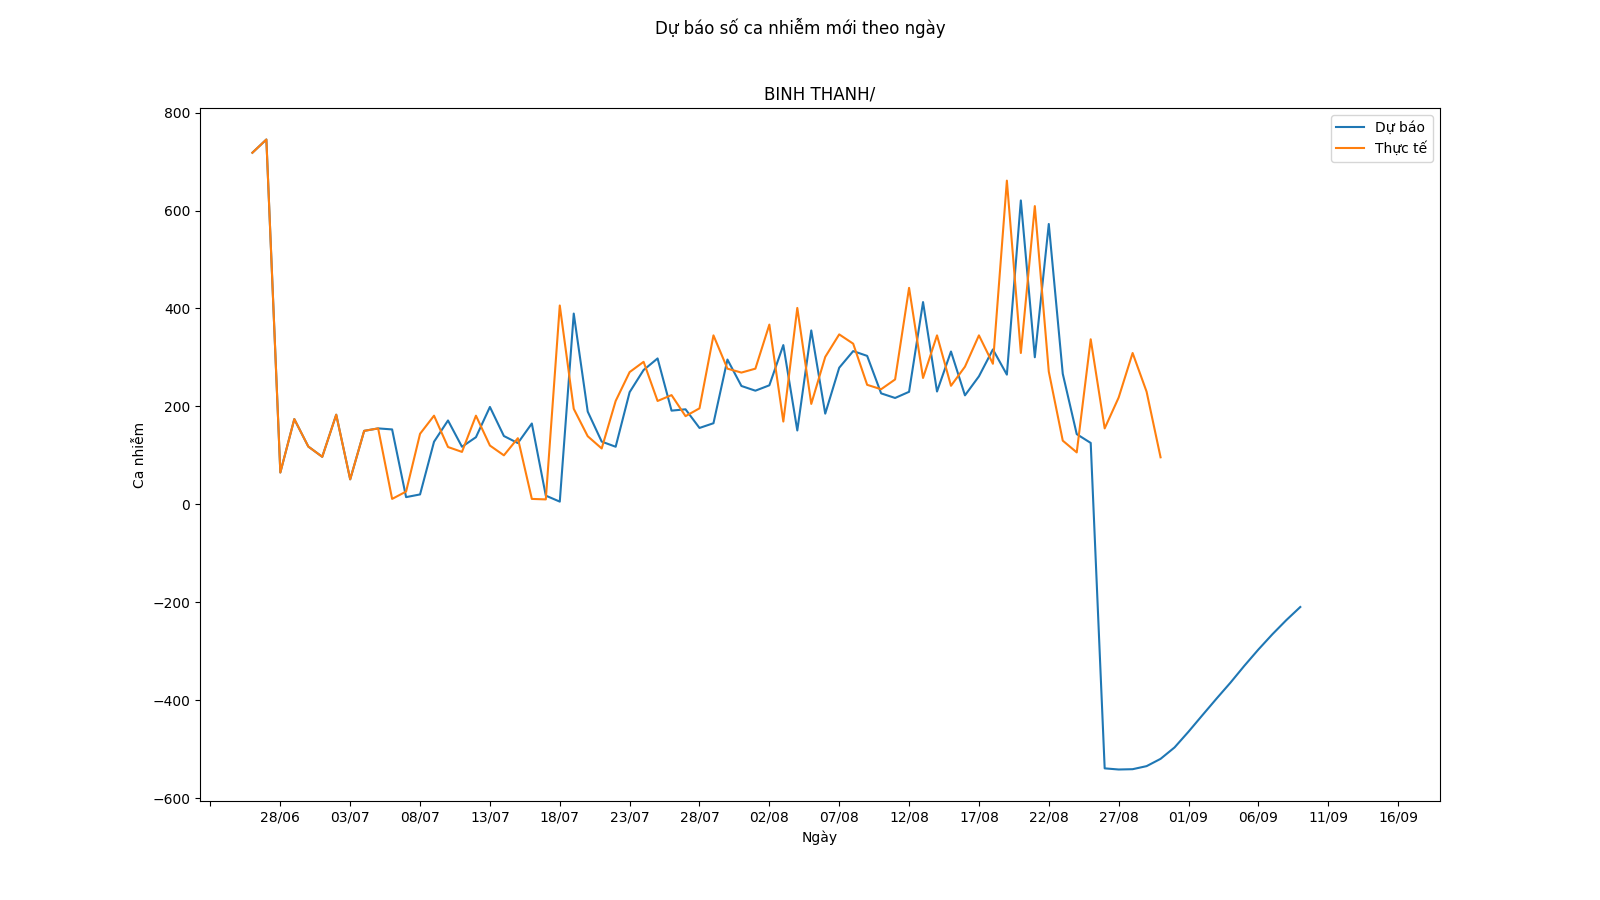 Dự báo số ca nhiễm mới theo ngày
BINH THANH/
Dự báo
Thực tế
800
600
400
200
0
−200
−400
−600
Ca nhiễm
28/06 03/07 08/07 13/07 18/07 23/07 28/07 02/08 07/08 12/08 17/08 22/08 27/08 01/09 06/09 11/09 16/09
Ngày